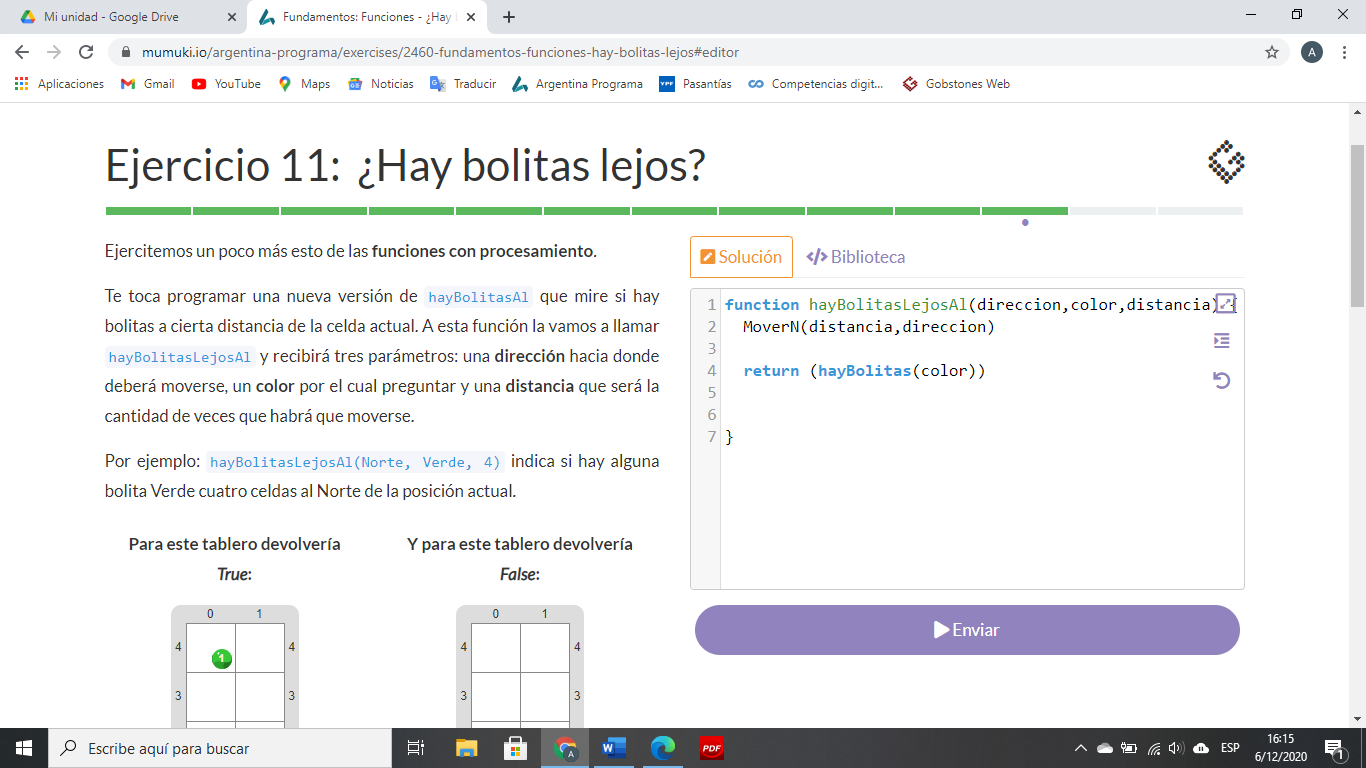 Mi unidad - Google Drive
Fundamentos: Funciones - ¿Hay
mumuki.io/argentina-programa/exercises/2460-fundamentos-funciones-hay-bolitas-lejos#editor
A
Aplicaciones Gmail YouTube Maps Noticias Traducir Argentina Programa YPF Pasantías Competencias digit... Gobstones Web
Ejercicio 11: ¿Hay bolitas lejos?
Ejercitemos un poco más esto de las funciones con procesamiento.
Te toca programar una nueva versión de hayBolitasAl que mire si hay
bolitas a cierta distancia de la celda actual. A esta función la vamos a llamar
hayBolitasLejosAl y recibirá tres parámetros: una dirección hacia donde
deberá moverse, un color por el cual preguntar y una distancia que será la
cantidad de veces que habrá que moverse.
Por ejemplo: hayBolitasLejosAl(Norte, Verde, 4) indica si hay alguna
bolita Verde cuatro celdas al Norte de la posición actual.
Para este tablero devolvería
True:
0 1
4 1 4
3 3
Y para este tablero devolvería
False:
0 1
4 4
3 3
Solución </> Biblioteca
1 function hayBolitasLejosAl(direccion,color,distancia) {
2 MoverN(distancia,direccion)
3
4 return (hayBolitas(color))
5
6
7 }
Enviar
Escribe aquí para buscar
A
W
PDF
ESP
16:15
6/12/2020
1